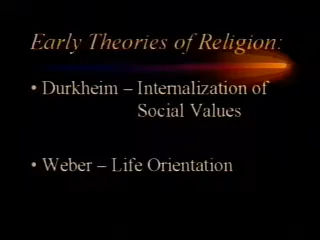 Early Theories of Religion:
• Durkheim – Internalization of
Social Values
• Weber – Life Orientation